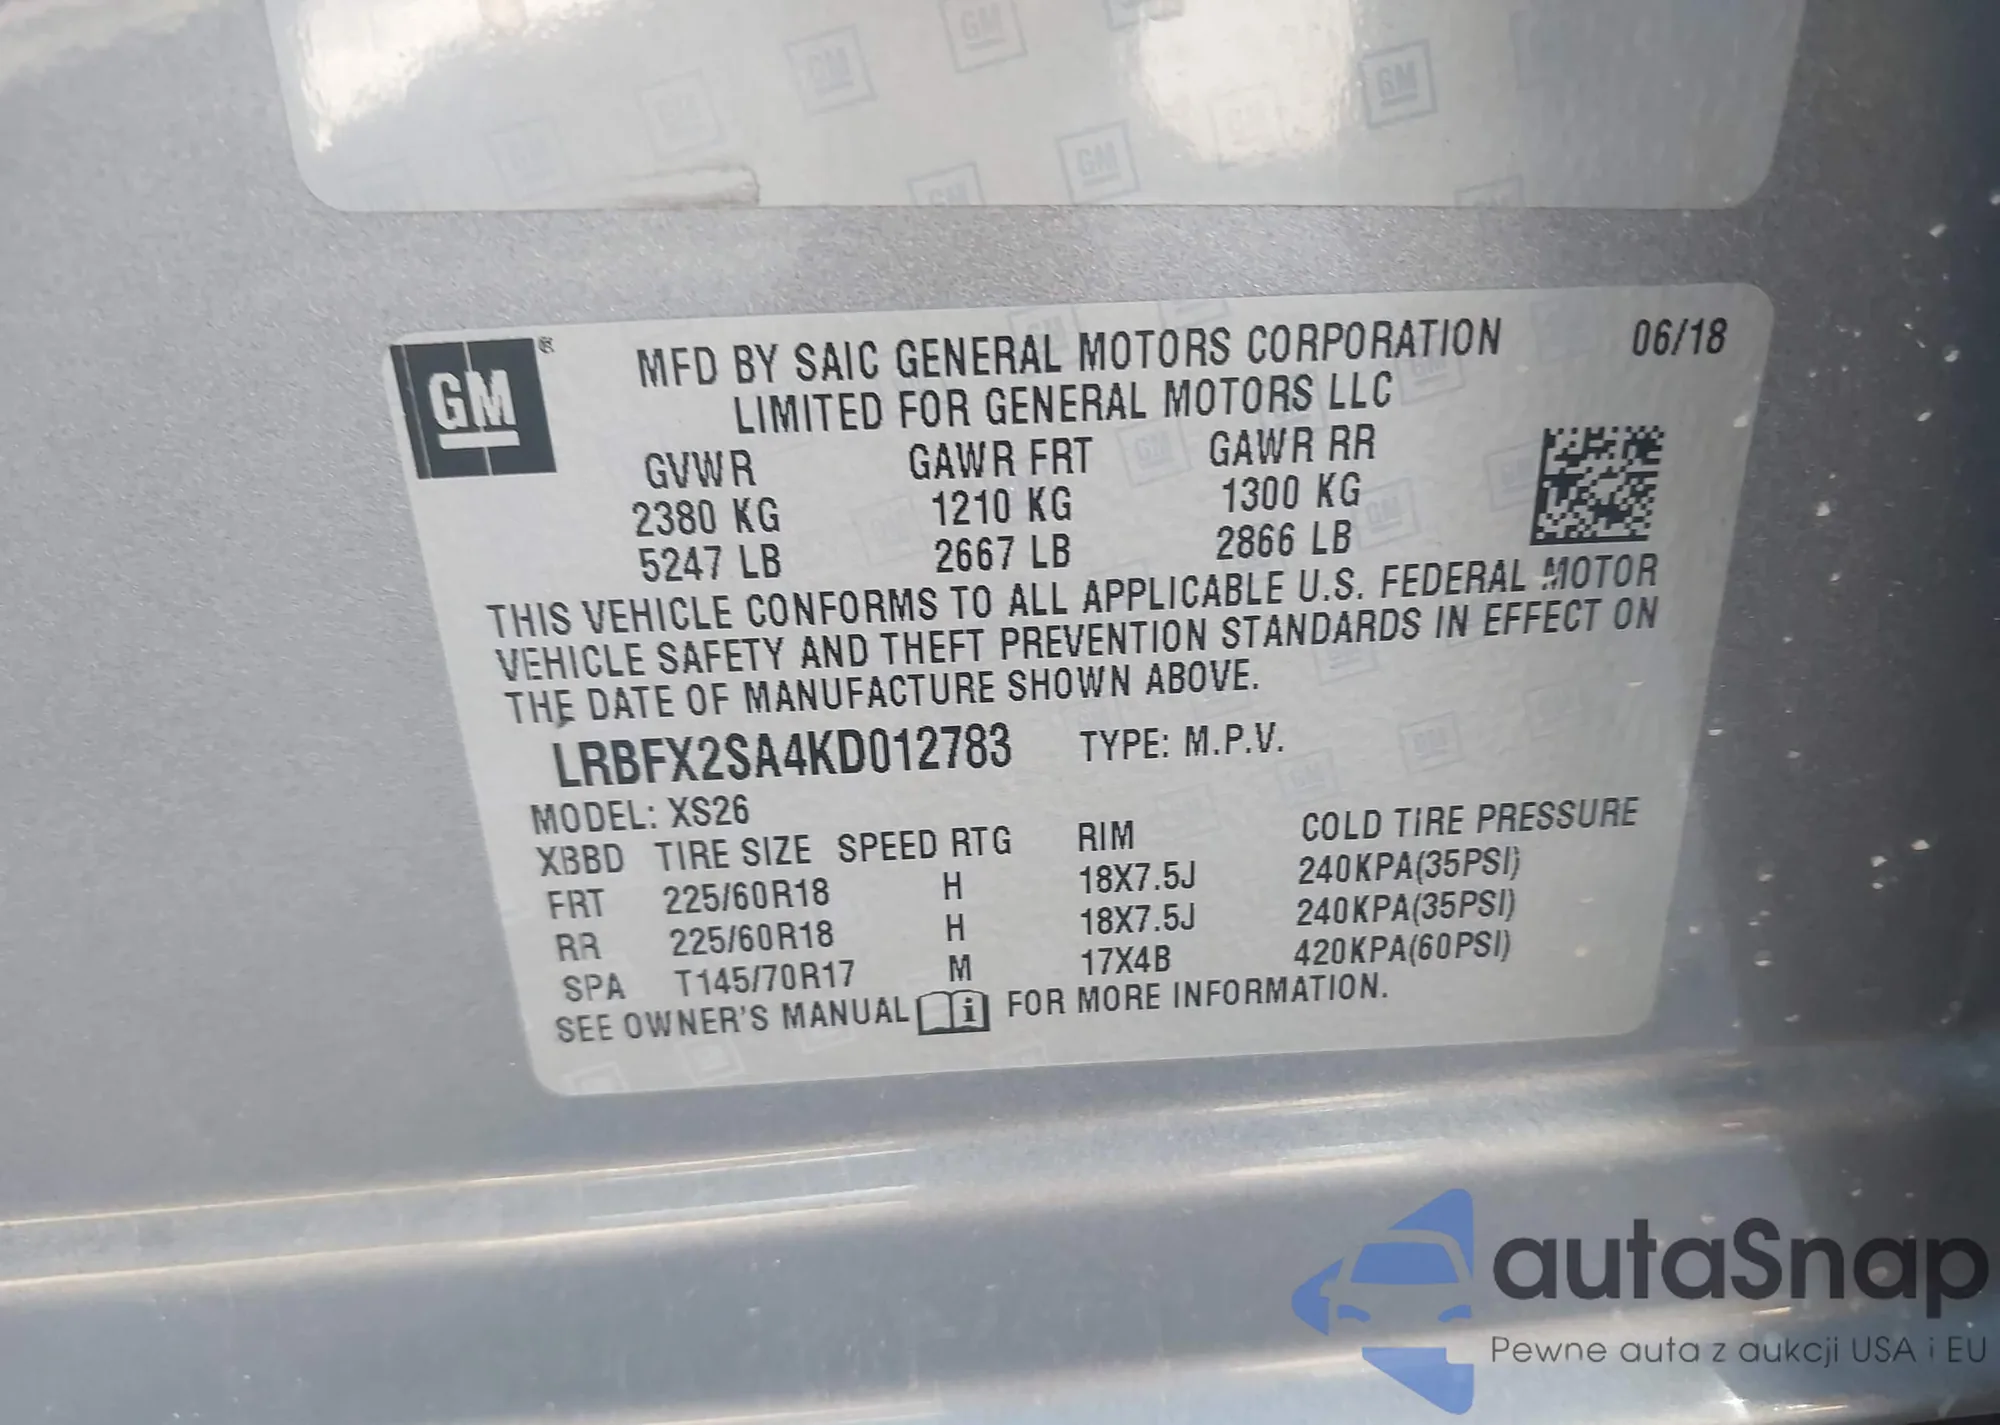 GM
MFD BY SAIC GENERAL MOTORS CORPORATION 06/18
LIMITED FOR GENERAL MOTORS LLC
GVWR GAWR FRT GAWR RR
2380 KG 1210 KG 1300 KG
5247 LB 2667 LB 2866 LB
THIS VEHICLE CONFORMS TO ALL APPLICABLE U.S. FEDERAL MOTOR
VEHICLE SAFETY AND THEFT PREVENTION STANDARDS IN EFFECT ON
THE DATE OF MANUFACTURE SHOWN ABOVE.
LRBFX2SA4KD012783 TYPE: M.P.V.
MODEL: XS26
XBBD TIRE SIZE SPEED RTG RIM COLD TIRE PRESSURE
FRT 225/60R18 H 18X7.5J 240KPA(35PSI)
RR 225/60R18 H 18X7.5J 240KPA(35PSI)
SPA T145/70R17 M 17X4B 420KPA(60PSI)
SEE OWNER'S MANUAL i FOR MORE INFORMATION.
autaSnap
Pewne auta z aukcji USA i EU